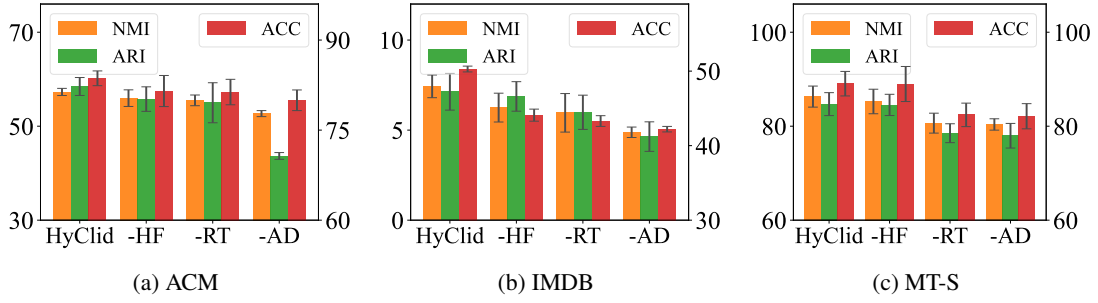 NMI
ARI
ACC
70
50
30
90
75
60
HyClid -HF -RT -AD
(a) ACM
NMI
ARI
ACC
10
5
0
50
40
30
HyClid -HF -RT -AD
(b) IMDB
NMI
ARI
ACC
100
80
60
100
80
60
HyClid -HF -RT -AD
(c) MT-S